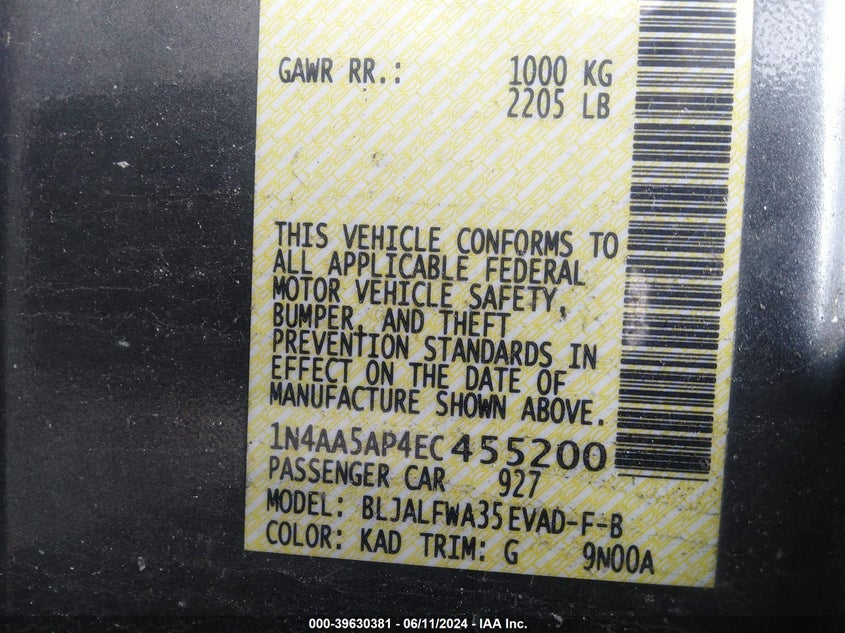 GAWR RR.: 1000 KG
2205 LB
THIS VEHICLE CONFORMS TO
ALL APPLICABLE FEDERAL
MOTOR VEHICLE SAFETY,
BUMPER, AND THEFT
PREVENTION STANDARDS IN
EFFECT ON THE DATE OF
MANUFACTURE SHOWN ABOVE.
1N4AA5AP4EC455200
PASSENGER CAR 927
MODEL: BLJALFWA35EVAD-F-B
COLOR: KAD TRIM: G 9N00A
000-39630381 - 06/11/2024 - IAA Inc.